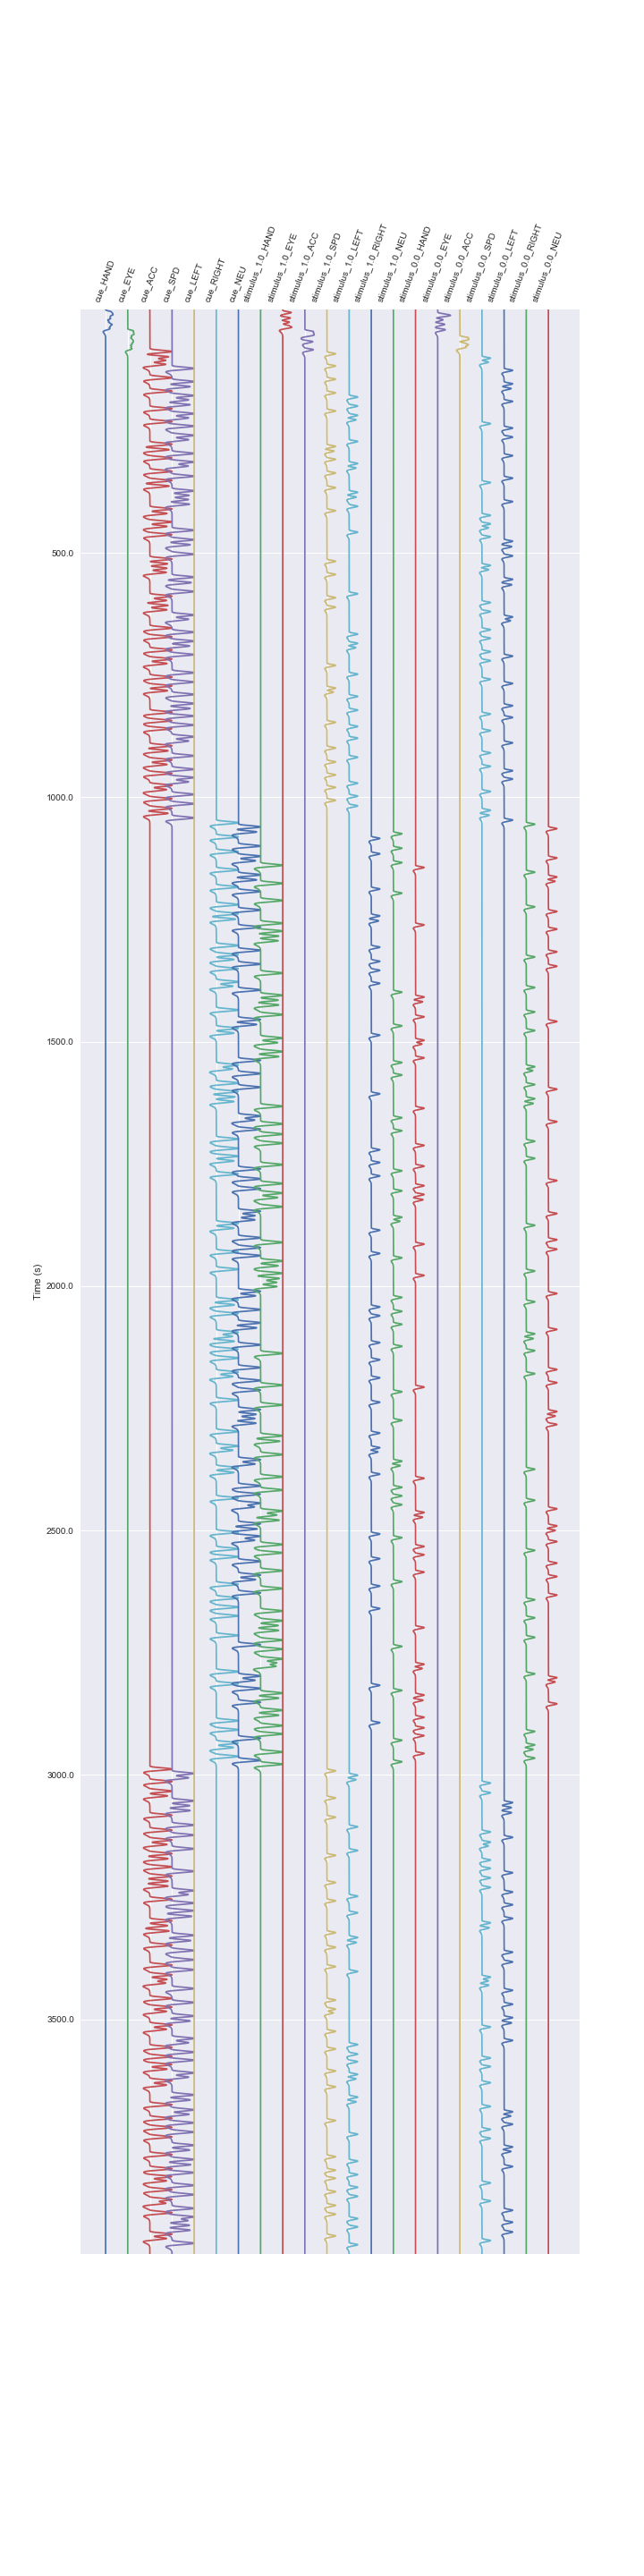 cue_HAND
cue_EYE
cue_ACC
cue_SPD
cue_LEFT
cue_RIGHT
cue_NEU
stimulus_1.0_HAND
stimulus_1.0_EYE
stimulus_1.0_ACC
stimulus_1.0_SPD
stimulus_1.0_LEFT
stimulus_1.0_RIGHT
stimulus_1.0_NEU
stimulus_0.0_HAND
stimulus_0.0_EYE
stimulus_0.0_ACC
stimulus_0.0_SPD
stimulus_0.0_LEFT
stimulus_0.0_RIGHT
stimulus_0.0_NEU
500.0
1000.0
1500.0
Time (s)
2000.0
2500.0
3000.0
3500.0